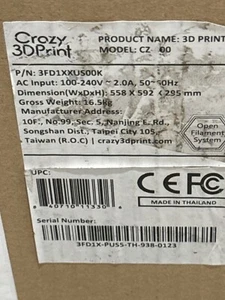 Crozy
3DPrint
PRODUCT NAME: 3D PRINT
MODEL: CZ- 00
P/N: 3FD1XXUS00K
AC Input: 100-240V ~ 2.0A, 50~60Hz
Dimension(WxDxH): 558 X 592 X 295 mm
Gross Weight: 16.5kg
Manufacturer Address:
10F., No.99, Sec. 5, Nanjing E. Rd.,
Songshan Dist., Taipei City 105,
Taiwan (R.O.C) | crazy3dprint.com
Open
Filament
System
UPC:
CE FC
MADE IN THAILAND
Serial Number:
3FD1X-PUS5-TH-938-0123